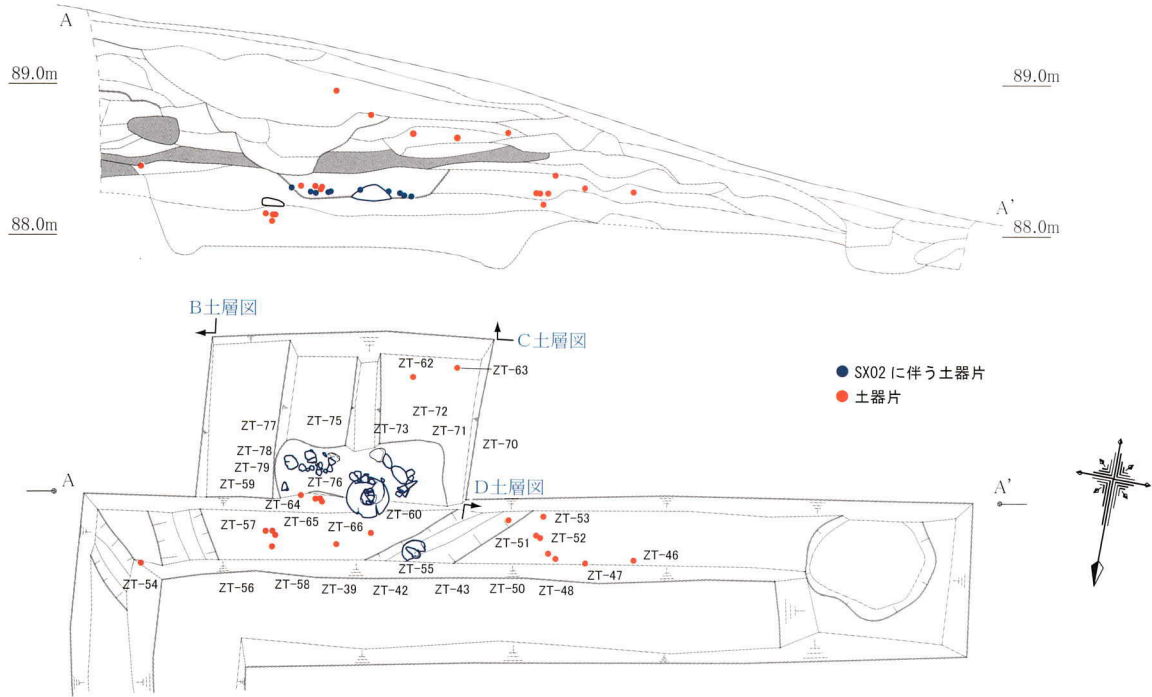 A
89.0m
89.0m
A'
88.0m
88.0m
B土層図
C土層図
ZT-62
ZT-63
SX02に伴う土器片
土器片
ZT-77
ZT-75
ZT-72
ZT-73
ZT-71
ZT-70
ZT-78
ZT-79
ZT-59
ZT-76
A
D土層図
A'
ZT-64
ZT-57
ZT-65
ZT-66
ZT-60
ZT-53
ZT-51
ZT-52
ZT-46
ZT-54
ZT-55
ZT-47
ZT-56
ZT-58
ZT-39
ZT-42
ZT-43
ZT-50
ZT-48